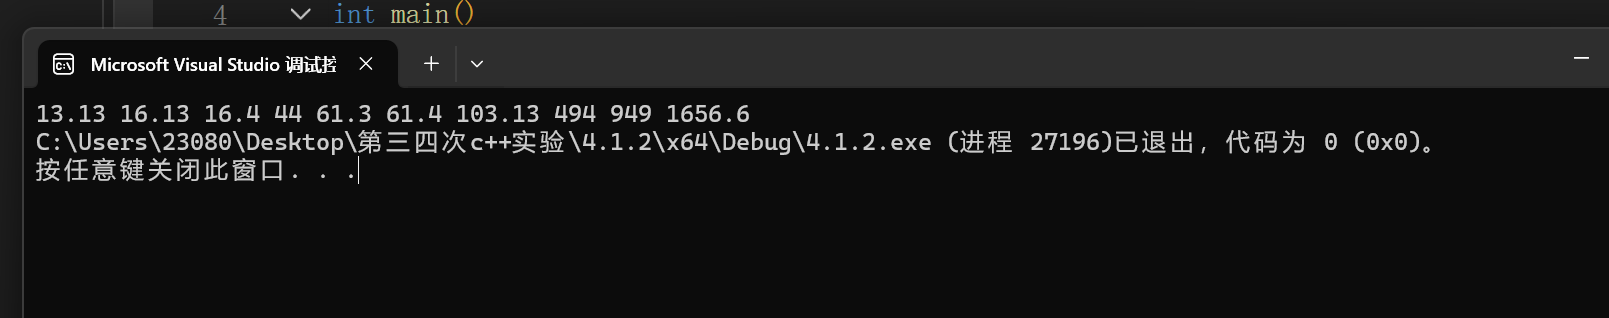 4 int main()
Microsoft Visual Studio 调试控
13.13 16.13 16.4 44 61.3 61.4 103.13 494 949 1656.6
C:\Users\23080\Desktop\第三四次c++实验\4.1.2\x64\Debug\4.1.2.exe (进程 27196)已退出，代码为 0 (0x0)。
按任意键关闭此窗口. . .